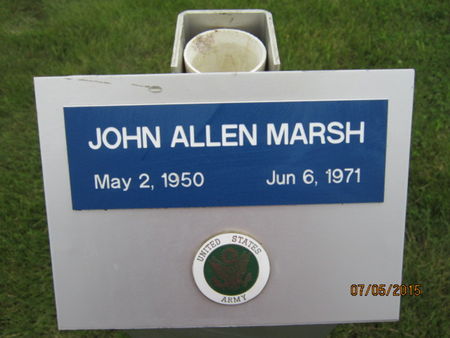 JOHN ALLEN MARSH
May 2, 1950 Jun 6, 1971
UNITED STATES
ARMY
07/05/2015